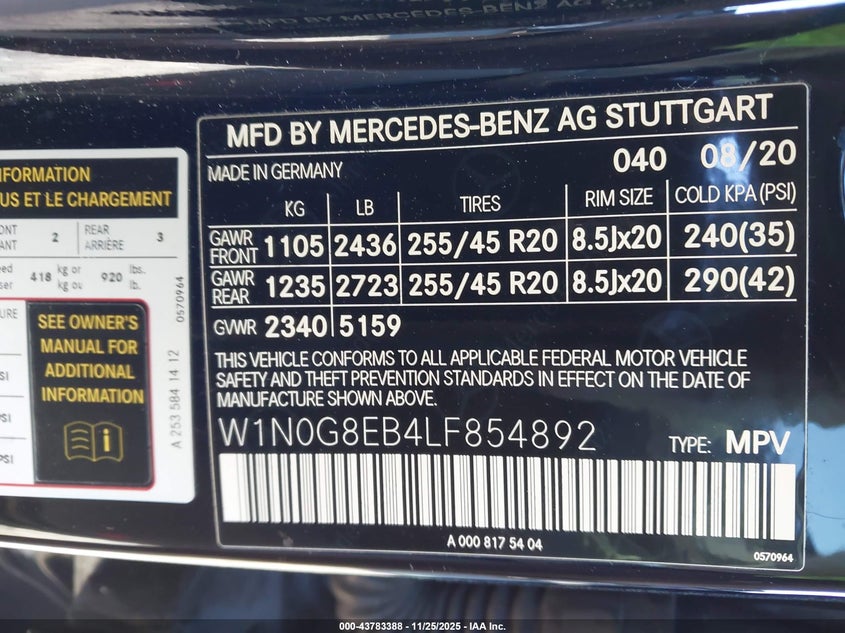 MFD BY MERCEDES-BENZ AG STUTTGART
MADE IN GERMANY 040 08/20
KG LB TIRES RIM SIZE COLD KPA(PSI)
GAWR FRONT 1105 2436 255/45 R20 8.5Jx20 240(35)
GAWR REAR 1235 2723 255/45 R20 8.5Jx20 290(42)
GVWR 2340 5159
THIS VEHICLE CONFORMS TO ALL APPLICABLE FEDERAL MOTOR VEHICLE
SAFETY AND THEFT PREVENTION STANDARDS IN EFFECT ON THE DATE OF
MANUFACTURE SHOWN ABOVE.
W1N0G8EB4LF854892 TYPE: MPV
A 000 817 54 04
0570964
US ET LE CHARGEMENT
2 REAR ARRIÈRE 3
418 kg or kg ou 920 lbs. lb.
SEE OWNER'S
MANUAL FOR
ADDITIONAL
INFORMATION
0570964
A 253 584 14 12
000-43783388 - 11/25/2025 - IAA Inc.